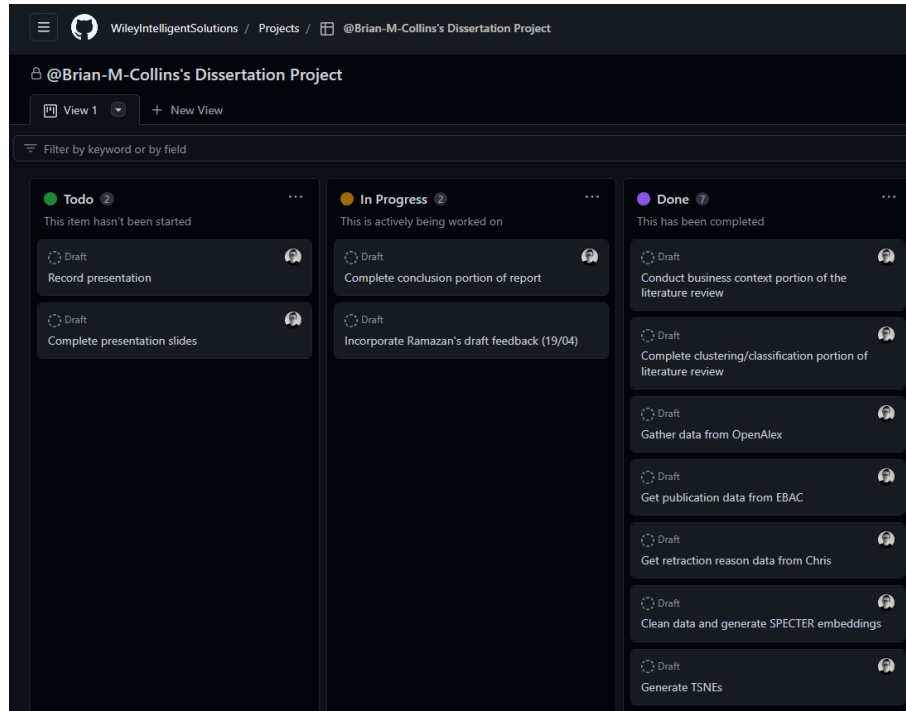 WileyIntelligentSolutions / Projects / @Brian-M-Collins's Dissertation Project
@Brian-M-Collins's Dissertation Project
View 1
+ New View
Filter by keyword or by field
Todo 2
This item hasn't been started
Draft
Record presentation
Draft
Complete presentation slides
In Progress 2
This is actively being worked on
Draft
Complete conclusion portion of report
Draft
Incorporate Ramazan's draft feedback (19/04)
Done 7
This has been completed
Draft
Conduct business context portion of the
literature review
Draft
Complete clustering/classification portion of
literature review
Draft
Gather data from OpenAlex
Draft
Get publication data from EBAC
Draft
Get retraction reason data from Chris
Draft
Clean data and generate SPECTER embeddings
Draft
Generate TSNEs